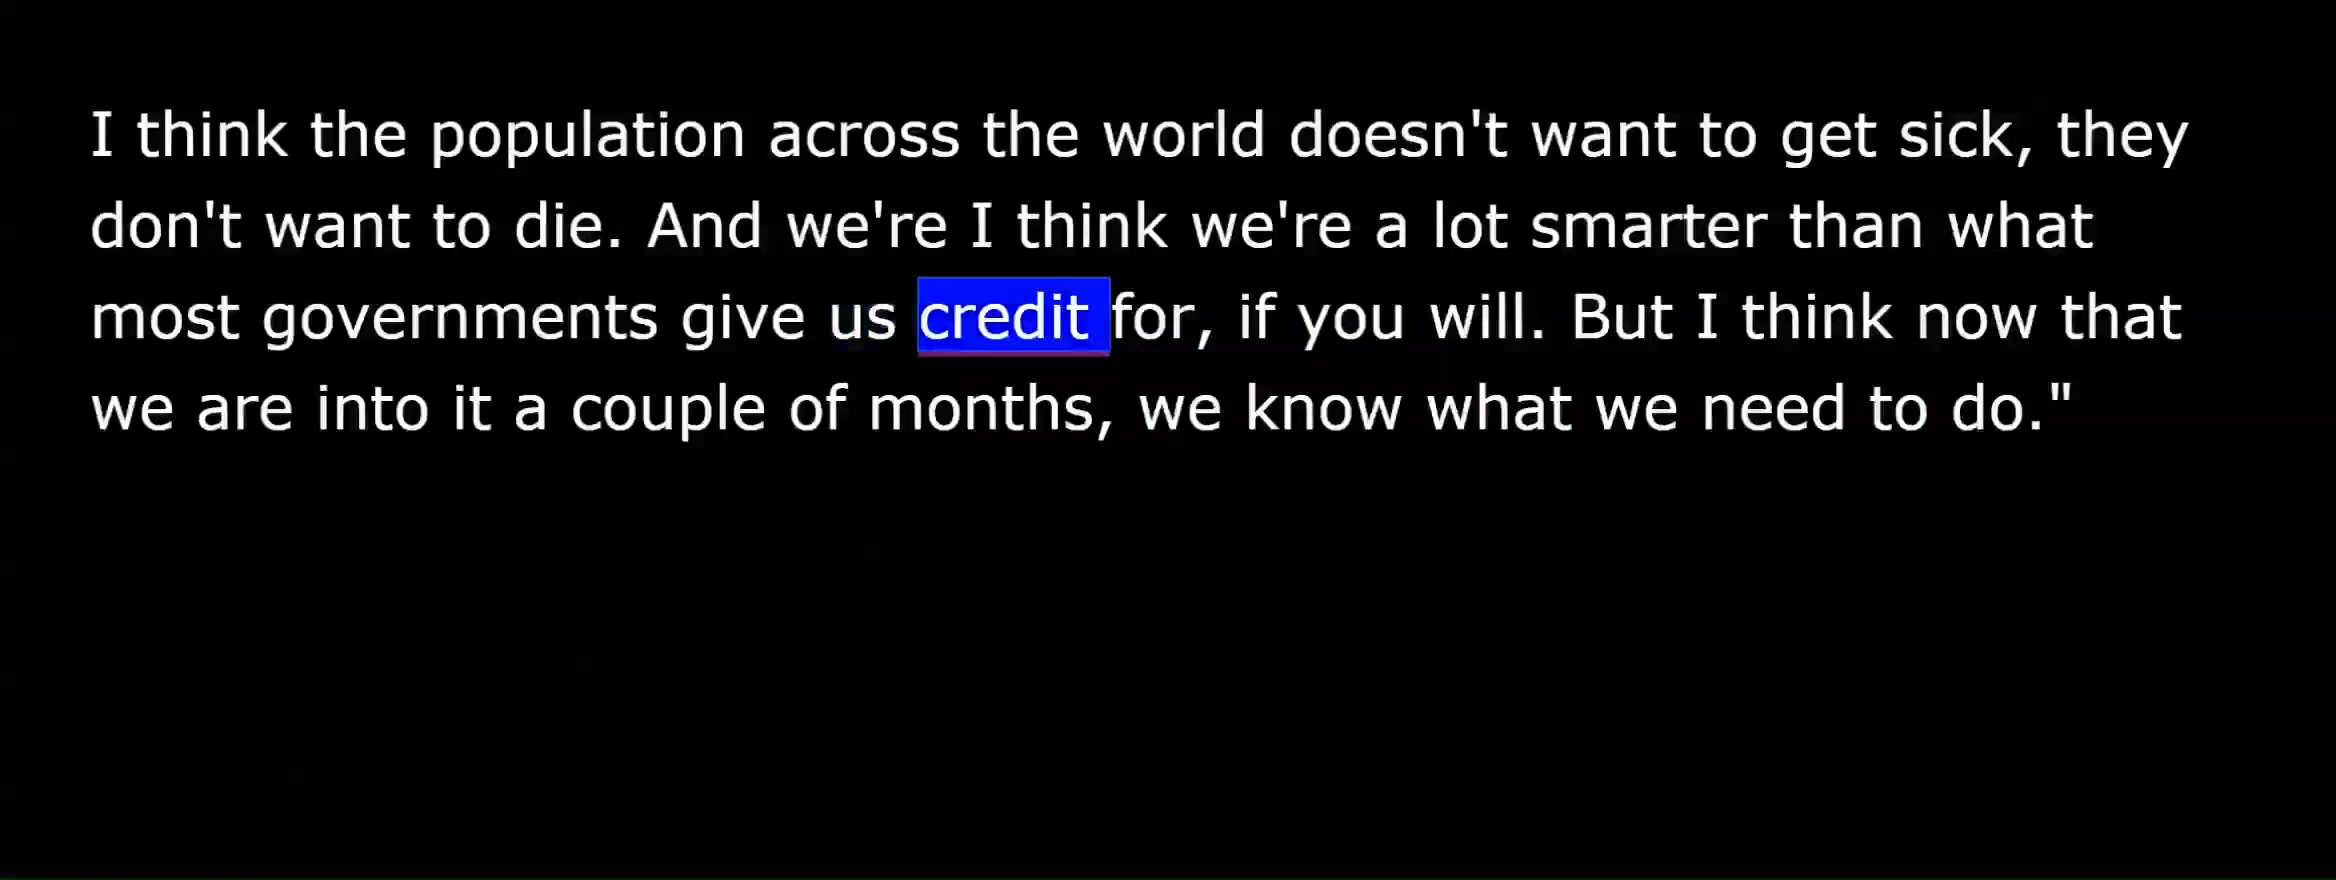 I think the population across the world doesn't want to get sick, they
don't want to die. And we're I think we're a lot smarter than what
most governments give us credit for, if you will. But I think now that
we are into it a couple of months, we know what we need to do."